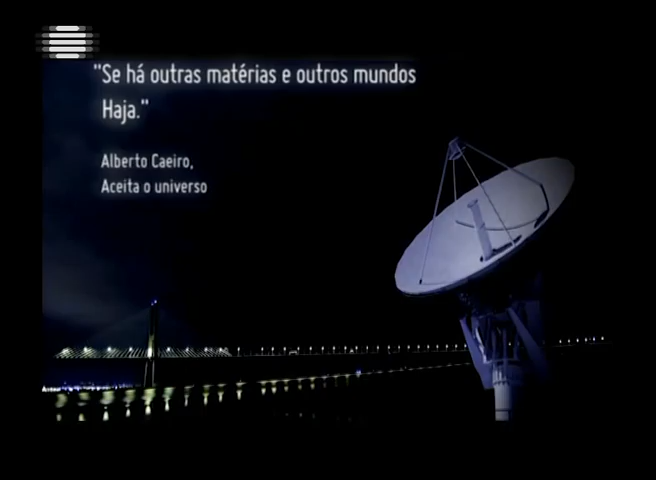 "Se há outras matérias e outros mundos
Haja."
Alberto Caeiro,
Aceita o universo